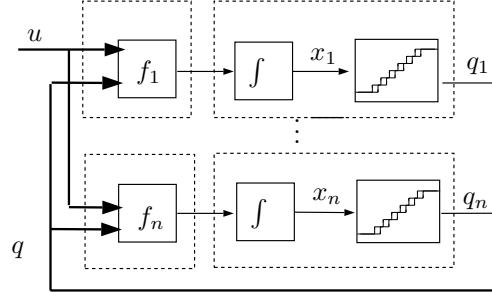 u
f₁
∫
x₁
q₁
⋮
fₙ
∫
xₙ
qₙ
q